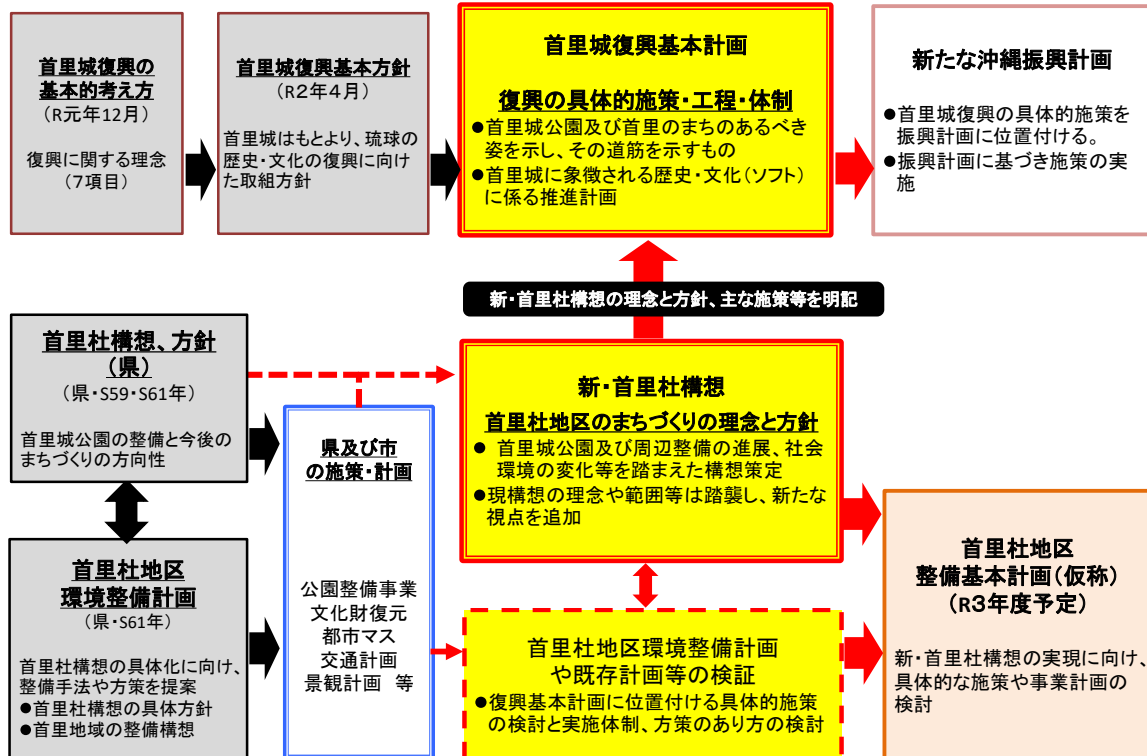 首里城復興の
基本的考え方
(R元年12月)
復興に関する理念
(7項目)
首里城復興基本方針
(R2年4月)
首里城はもとより、琉球の
歴史・文化の復興に向け
た取組方針
首里城復興基本計画
復興の具体的施策・工程・体制
●首里城公園及び首里のまちのあるべき
姿を示し、その道筋を示すもの
●首里城に象徴される歴史・文化(ソフト)
に係る推進計画
新たな沖縄振興計画
●首里城復興の具体的施策を
振興計画に位置付ける。
●振興計画に基づき施策の実
施
新・首里杜構想の理念と方針、主な施策等を明記
首里杜構想、方針
(県)
(県・S59・S61年)
首里城公園の整備と今後の
まちづくりの方向性
首里杜地区
環境整備計画
(県・S61年)
首里杜構想の具体化に向け、
整備手法や方策を提案
●首里杜構想の具体方針
●首里地域の整備構想
県及び市
の施策・計画
公園整備事業
文化財復元
都市マス
交通計画
景観計画 等
新・首里杜構想
首里杜地区のまちづくりの理念と方針
● 首里城公園及び周辺整備の進展、社会
環境の変化等を踏まえた構想策定
●現構想の理念や範囲等は踏襲し、新たな
視点を追加
首里杜地区環境整備計画
や既存計画等の検証
●復興基本計画に位置付ける具体的施策
の検討と実施体制、方策のあり方の検討
首里杜地区
整備基本計画(仮称)
(R3年度予定)
新・首里杜構想の実現に向け、
具体的な施策や事業計画の
検討